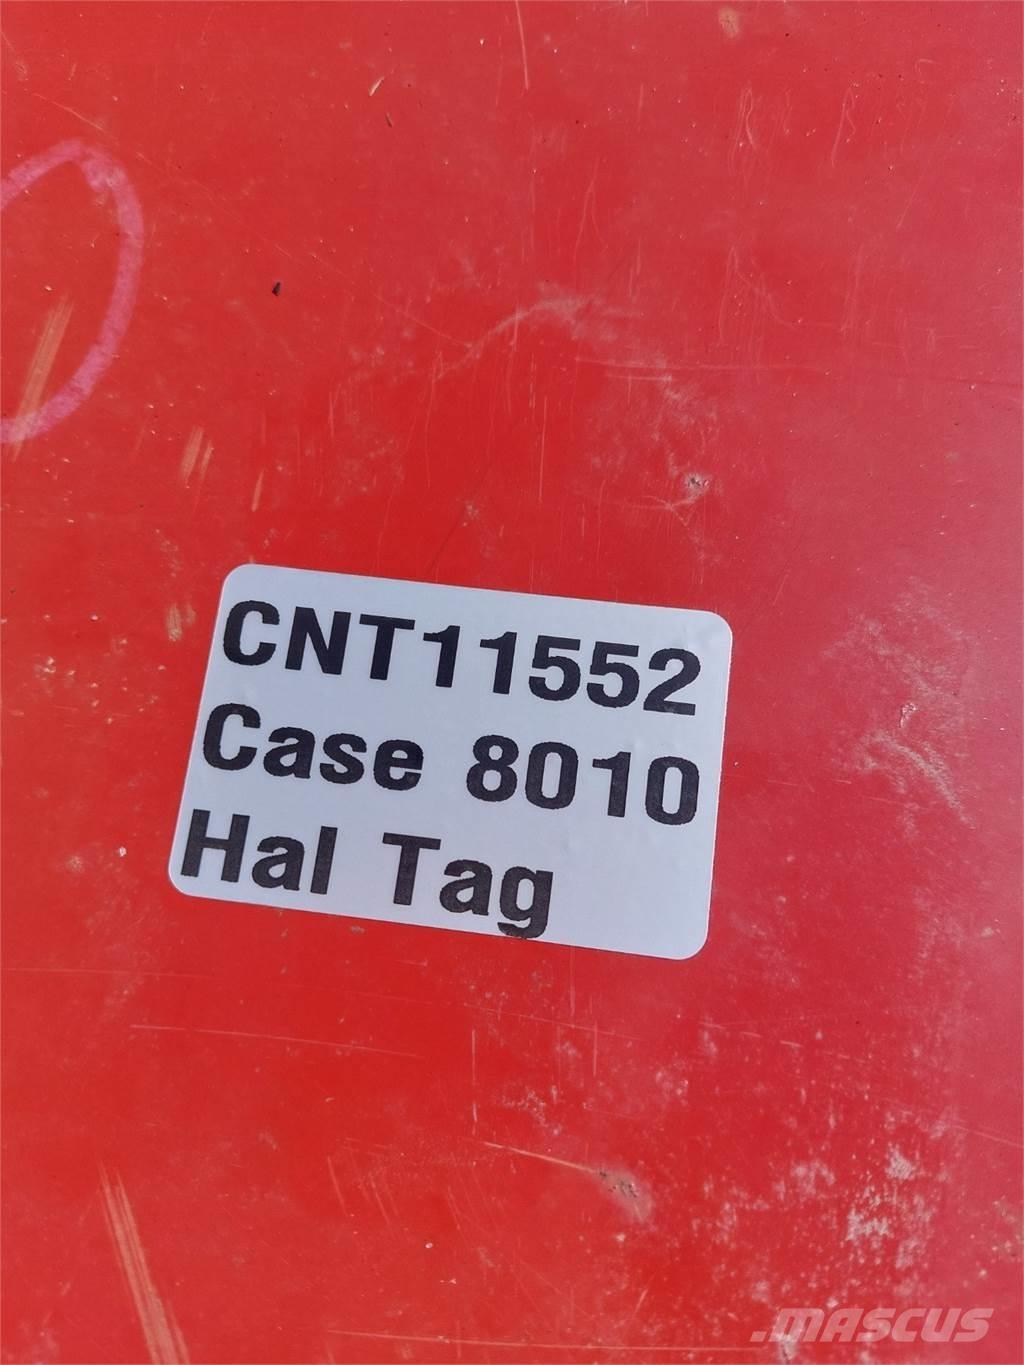 CNT11552
Case 8010
Hal Tag
.MASCUS